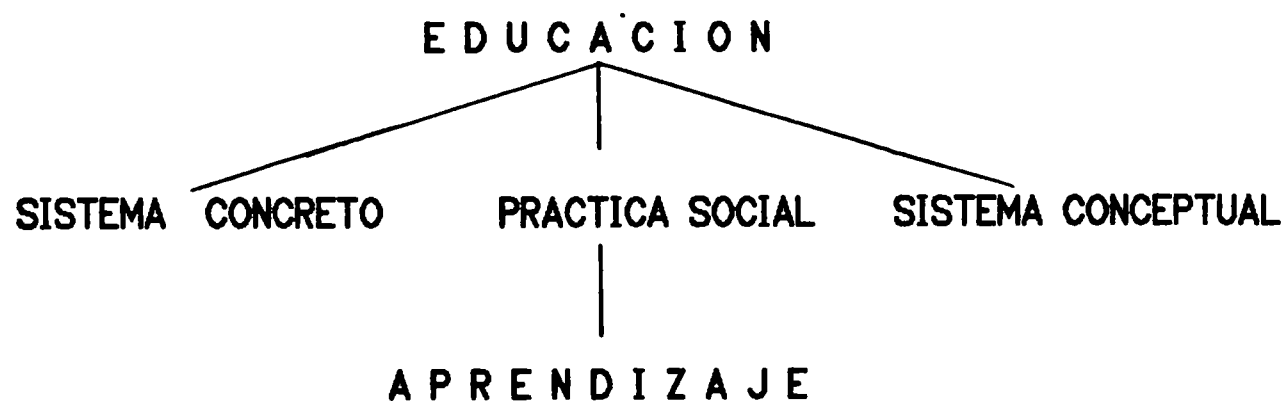 EDUCACION
SISTEMA CONCRETO PRACTICA SOCIAL SISTEMA CONCEPTUAL
APRENDIZAJE